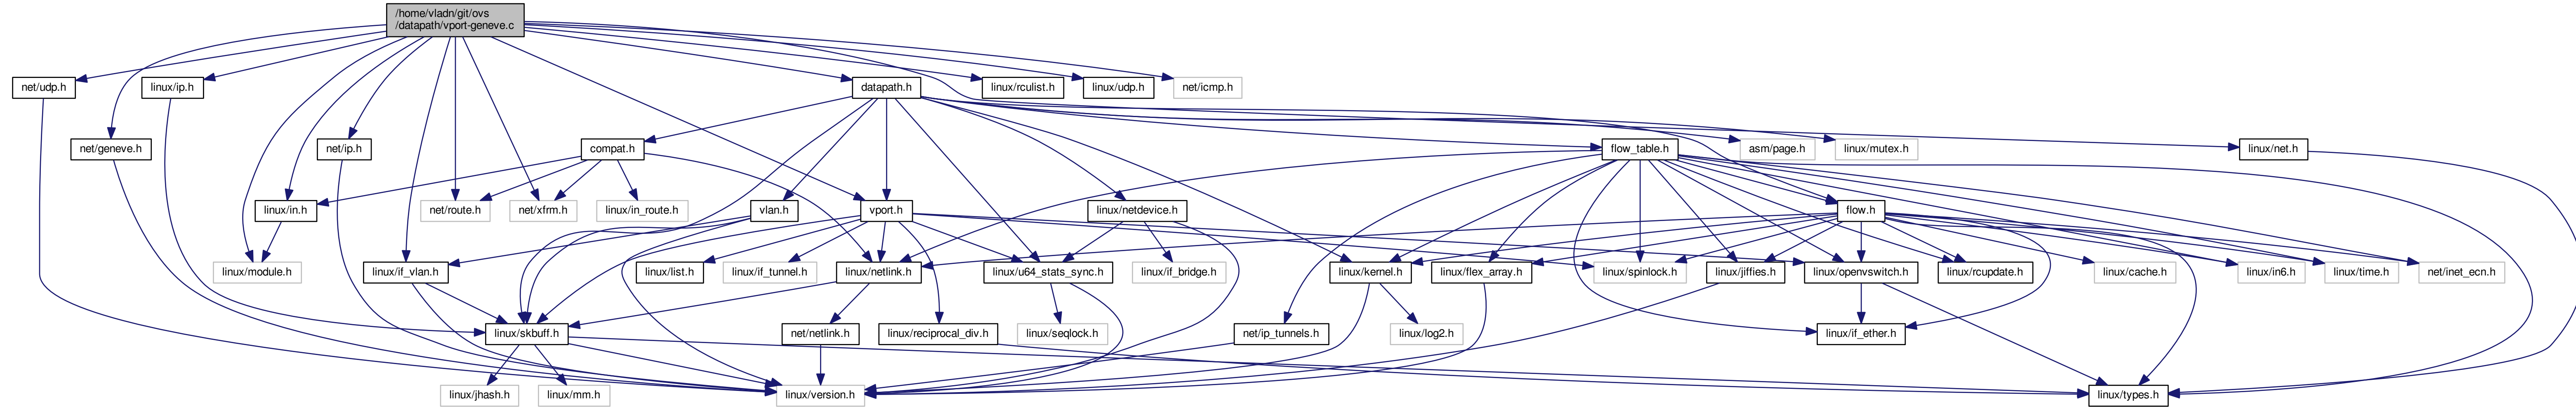 /home/vladn/git/ovs
/datapath/vport-geneve.c
net/udp.h
linux/ip.h
datapath.h
linux/rculist.h
linux/udp.h
net/icmp.h
net/geneve.h
net/ip.h
compat.h
flow_table.h
asm/page.h
linux/mutex.h
linux/net.h
linux/in.h
net/route.h
net/xfrm.h
linux/in_route.h
vlan.h
vport.h
linux/netdevice.h
flow.h
linux/module.h
linux/if_vlan.h
linux/list.h
linux/if_tunnel.h
linux/netlink.h
linux/u64_stats_sync.h
linux/if_bridge.h
linux/kernel.h
linux/flex_array.h
linux/spinlock.h
linux/jiffies.h
linux/openvswitch.h
linux/rcupdate.h
linux/cache.h
linux/in6.h
linux/time.h
net/inet_ecn.h
linux/skbuff.h
net/netlink.h
linux/reciprocal_div.h
linux/seqlock.h
net/ip_tunnels.h
linux/log2.h
linux/if_ether.h
linux/jhash.h
linux/mm.h
linux/version.h
linux/types.h